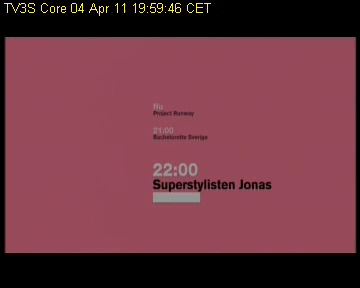 TV3S Core 04 Apr 11 19:59:46 CET
Nu
Project Runway
21:00
Bachelorette Sverige
22:00
Superstylisten Jonas